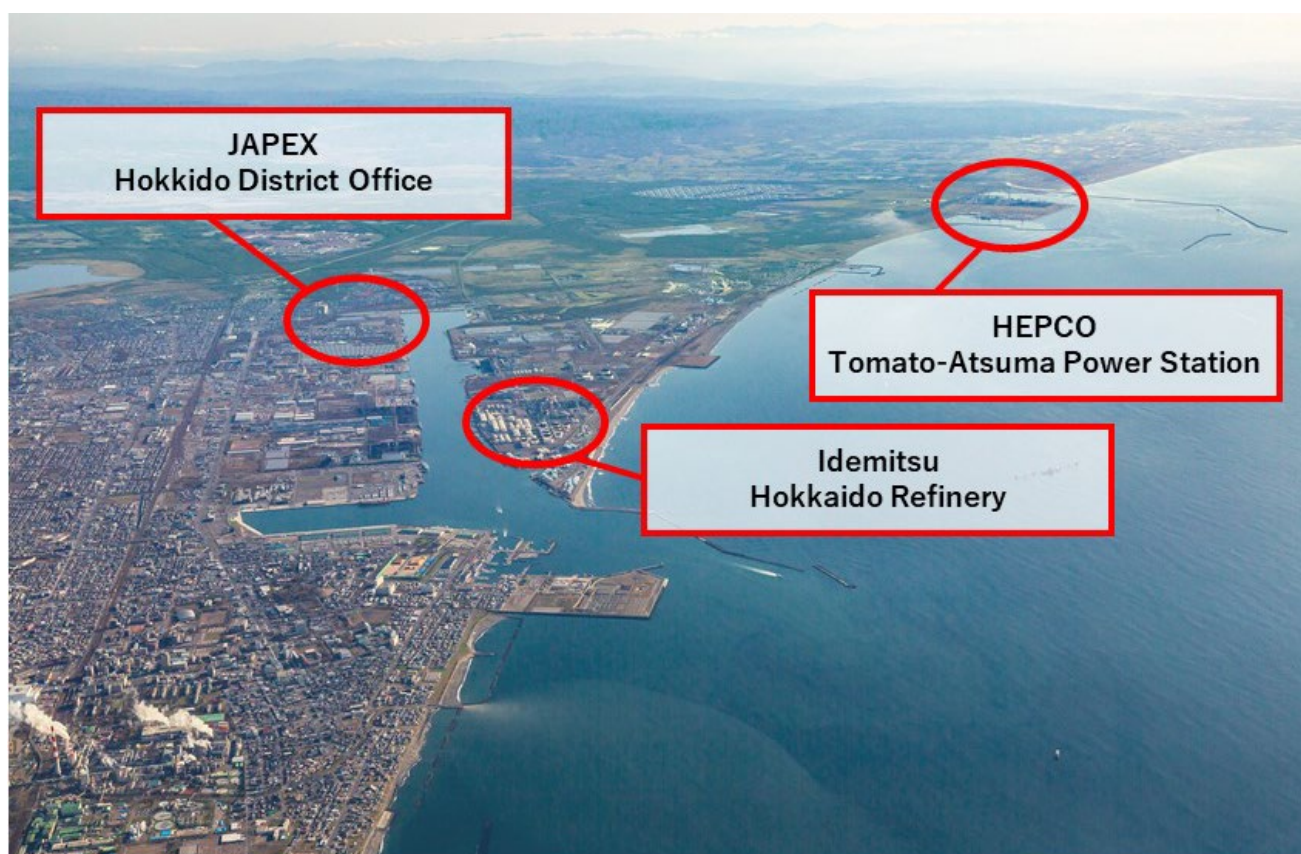 JAPEX
Hokkido District Office
HEPCO
Tomato-Atsuma Power Station
Idemitsu
Hokkaido Refinery